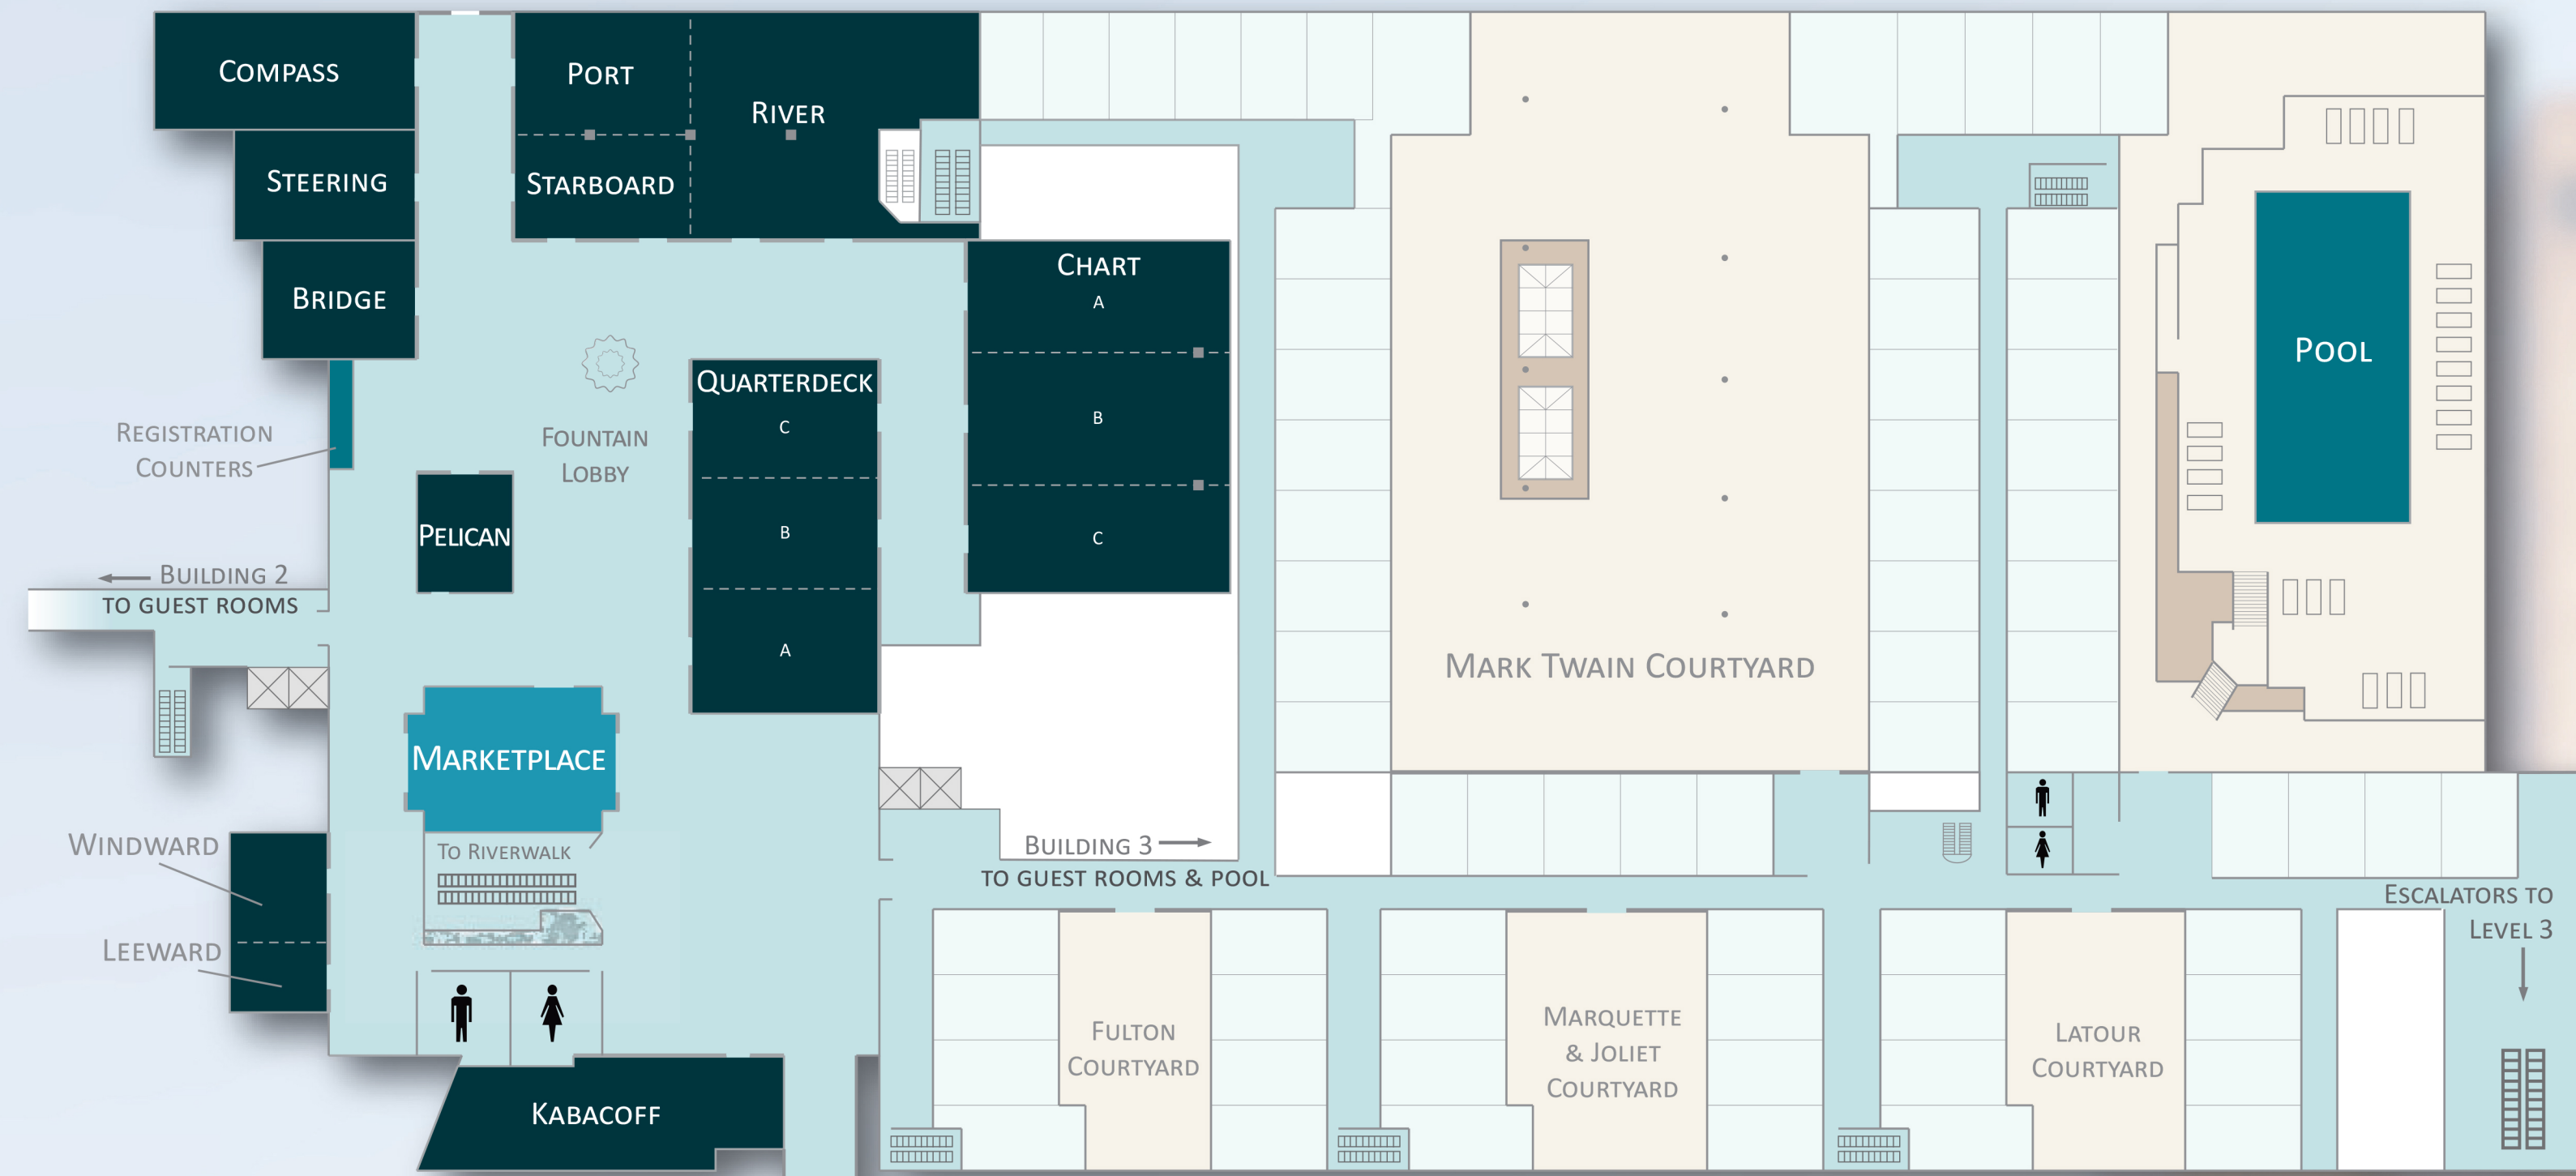 COMPASS
PORT
RIVER
STEERING
STARBOARD
BRIDGE
CHART
A
B
C
QUARTERDECK
C
B
A
REGISTRATION
COUNTERS
FOUNTAIN
LOBBY
PELICAN
BUILDING 2
TO GUEST ROOMS
MARKETPLACE
TO RIVERWALK
WINDWARD
LEEWARD
KABACOFF
BUILDING 3
TO GUEST ROOMS & POOL
MARK TWAIN COURTYARD
POOL
ESCALATORS TO
LEVEL 3
FULTON
COURTYARD
MARQUETTE
& JOLIET
COURTYARD
LATOUR
COURTYARD